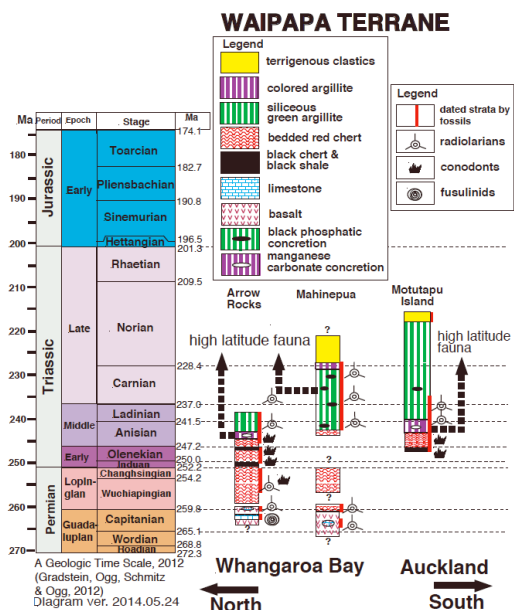 WAIPAPA TERRANE
Legend
terrigenous clastics
colored argillite
siliceous
green argillite
bedded red chert
black chert &
black shale
limestone
basalt
black phosphatic
concretion
manganese
carbonate concretion
Legend
dated strata by
fossils
radiolarians
conodonts
fusulinids
Ma
Period
Epoch
Stage
Ma
180
190
200
210
220
230
240
250
260
270
Jurassic
Triassic
Permian
Early
Late
Middle
Early
Lopin-
gian
Guada-
luplan
Toarcian
Plienobachian
Sinemurian
Hettangian
Rhaetian
Norian
Carnian
Ladinian
Anisian
Olenekian
Induan
Changhsingian
Wuchiapingian
Capitanian
Wordian
Roadian
174.1
182.7
190.8
196.5
201.3
209.5
228.4
237.0
241.5
247.2
250.0
252.2
254.2
259.8
265.1
268.8
272.3
Arrow
Rocks
Mahinepua
Motutapu
Island
high latitude fauna
high latitude
fauna
?
?
?
?
?
Whangaroa Bay
Auckland
North
South
A Geologic Time Scale, 2012
(Gradstein, Ogg, Schmitz
& Ogg, 2012)
Diagram ver. 2014.05.24